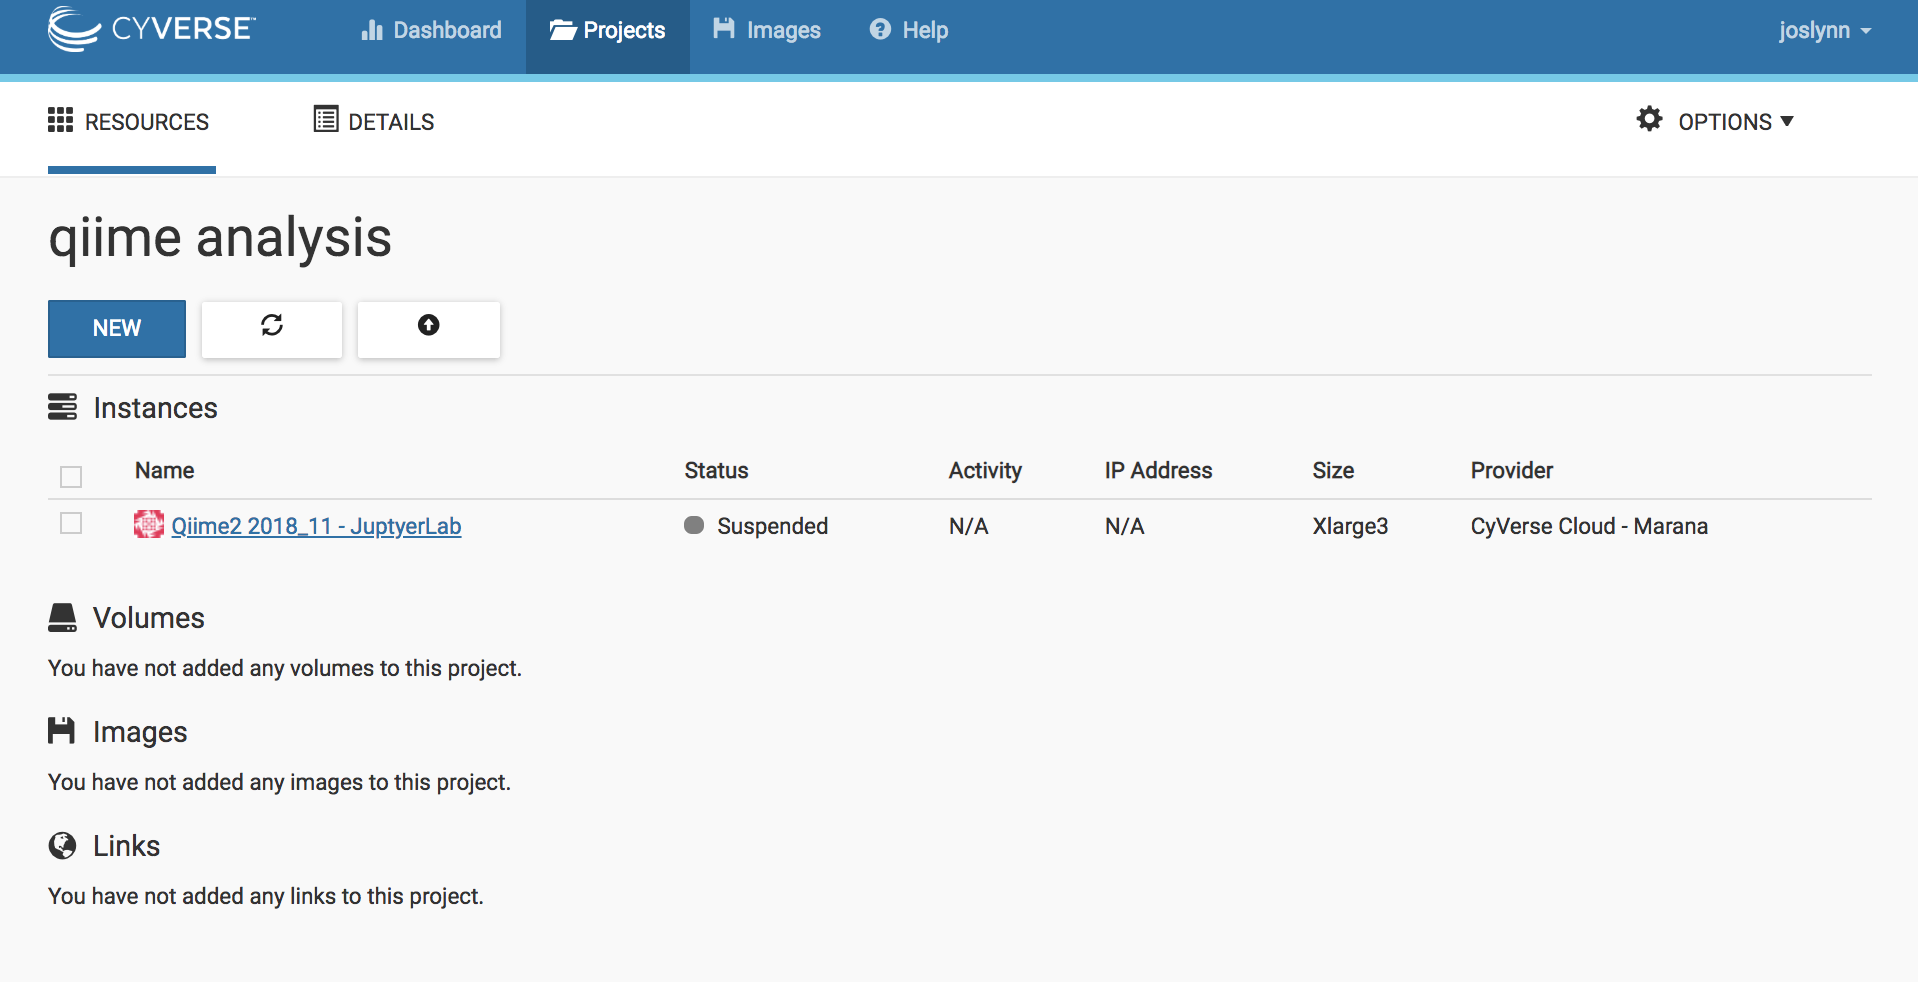 CYVERSE™ Dashboard Projects Images Help joslynn
RESOURCES DETAILS OPTIONS
qiime analysis
NEW
Instances
Name Status Activity IP Address Size Provider
Qiime2 2018_11 - JuptyerLab Suspended N/A N/A Xlarge3 CyVerse Cloud - Marana
Volumes
You have not added any volumes to this project.
Images
You have not added any images to this project.
Links
You have not added any links to this project.